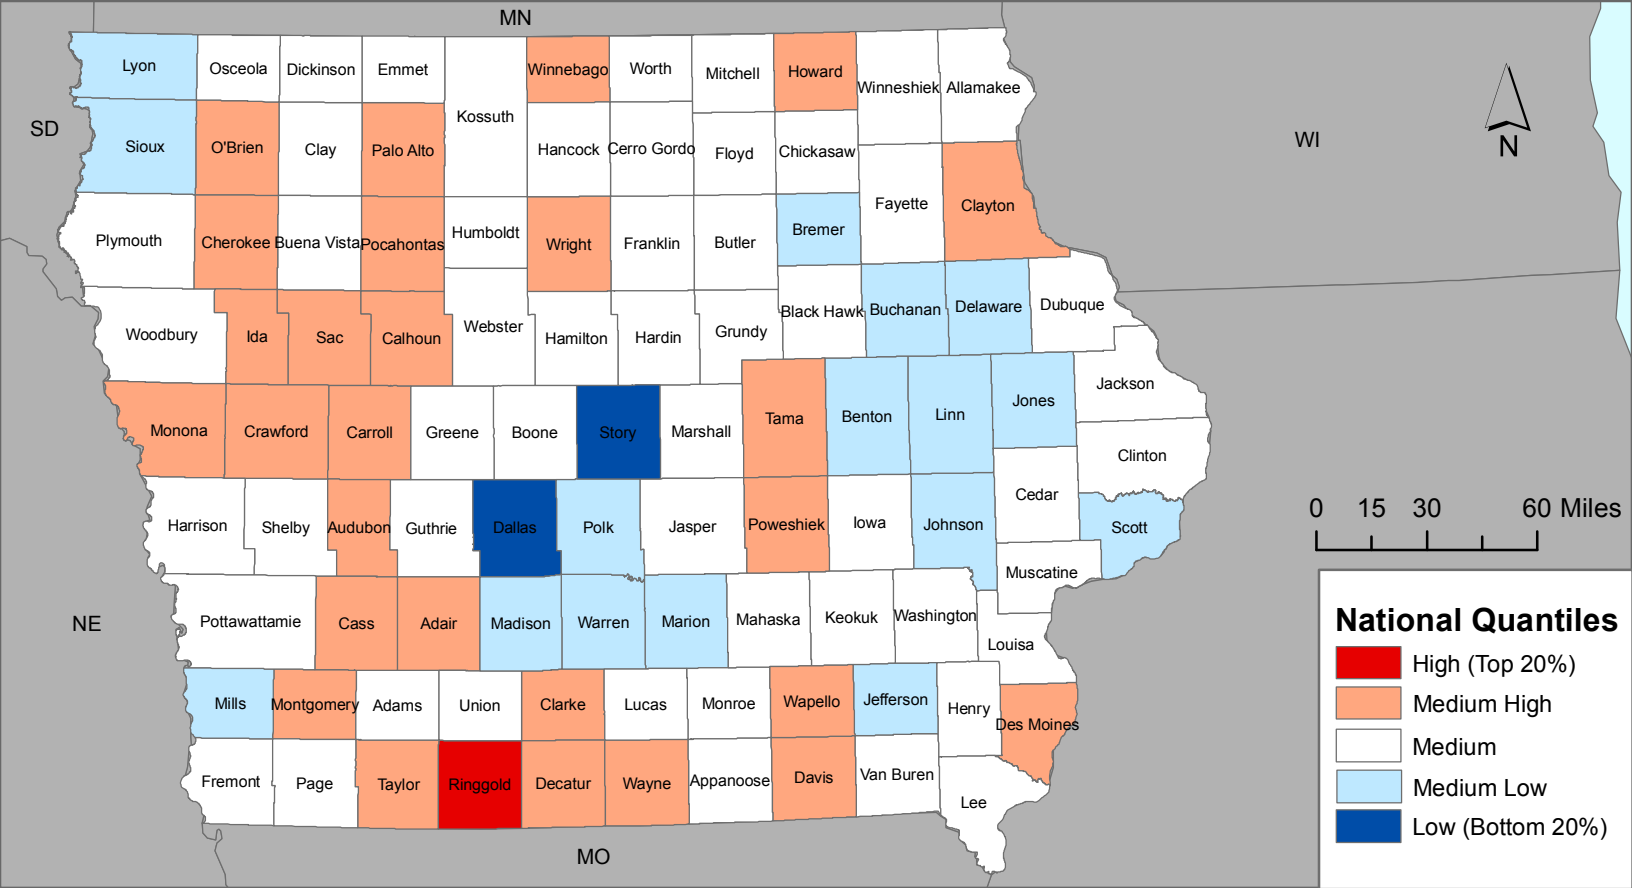 MN
Lyon
Osceola
Dickinson
Emmet
Kossuth
Winnebago
Worth
Mitchell
Howard
Winneshiek
Allamakee
SD
Sioux
O'Brien
Clay
Palo Alto
Hancock
Cerro Gordo
Floyd
Chickasaw
WI
N
Plymouth
Cherokee
Buena Vista
Pocahontas
Humboldt
Wright
Franklin
Butler
Bremer
Fayette
Clayton
Woodbury
Ida
Sac
Calhoun
Webster
Hamilton
Hardin
Grundy
Black Hawk
Buchanan
Delaware
Dubuque
Monona
Crawford
Carroll
Greene
Boone
Story
Marshall
Tama
Benton
Linn
Jones
Jackson
Clinton
Harrison
Shelby
Audubon
Guthrie
Dallas
Polk
Jasper
Poweshiek
Iowa
Johnson
Cedar
Scott
Muscatine
0 15 30 60 Miles
NE
Pottawattamie
Cass
Adair
Madison
Warren
Marion
Mahaska
Keokuk
Washington
Louisa
Mills
Montgomery
Adams
Union
Clarke
Lucas
Monroe
Wapello
Jefferson
Henry
Des Moines
Fremont
Page
Taylor
Ringgold
Decatur
Wayne
Appanoose
Davis
Van Buren
Lee
MO
National Quantiles
High (Top 20%)
Medium High
Medium
Medium Low
Low (Bottom 20%)